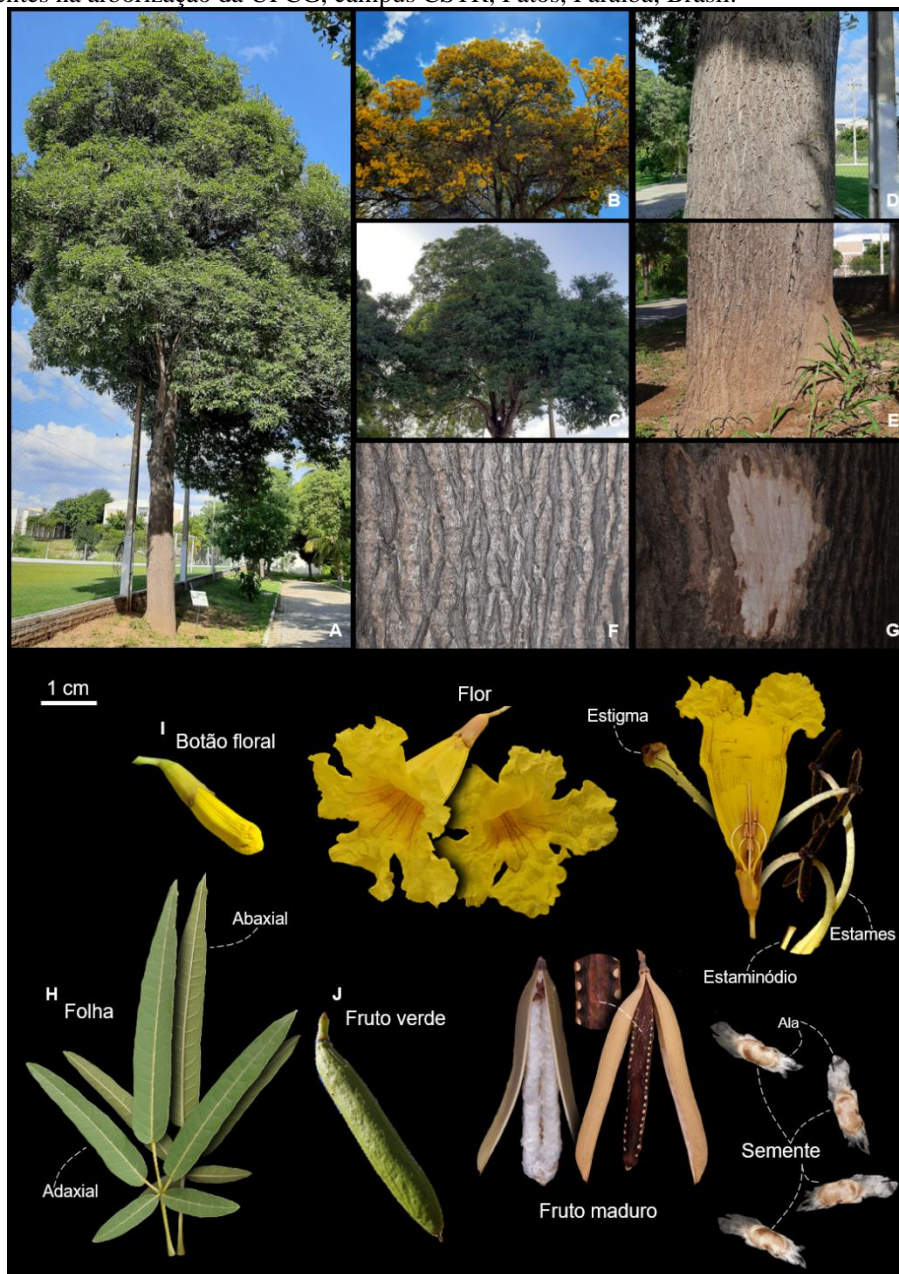 na arborização da UFCG, campus CSTR, Patos, Paraíba, Brasil.
A
B
C
D
E
F
G
1 cm
I
Botão floral
Flor
Estigma
Estames
Estaminódio
H
Folha
Abaxial
Adaxial
J
Fruto verde
Fruto maduro
Ala
Semente